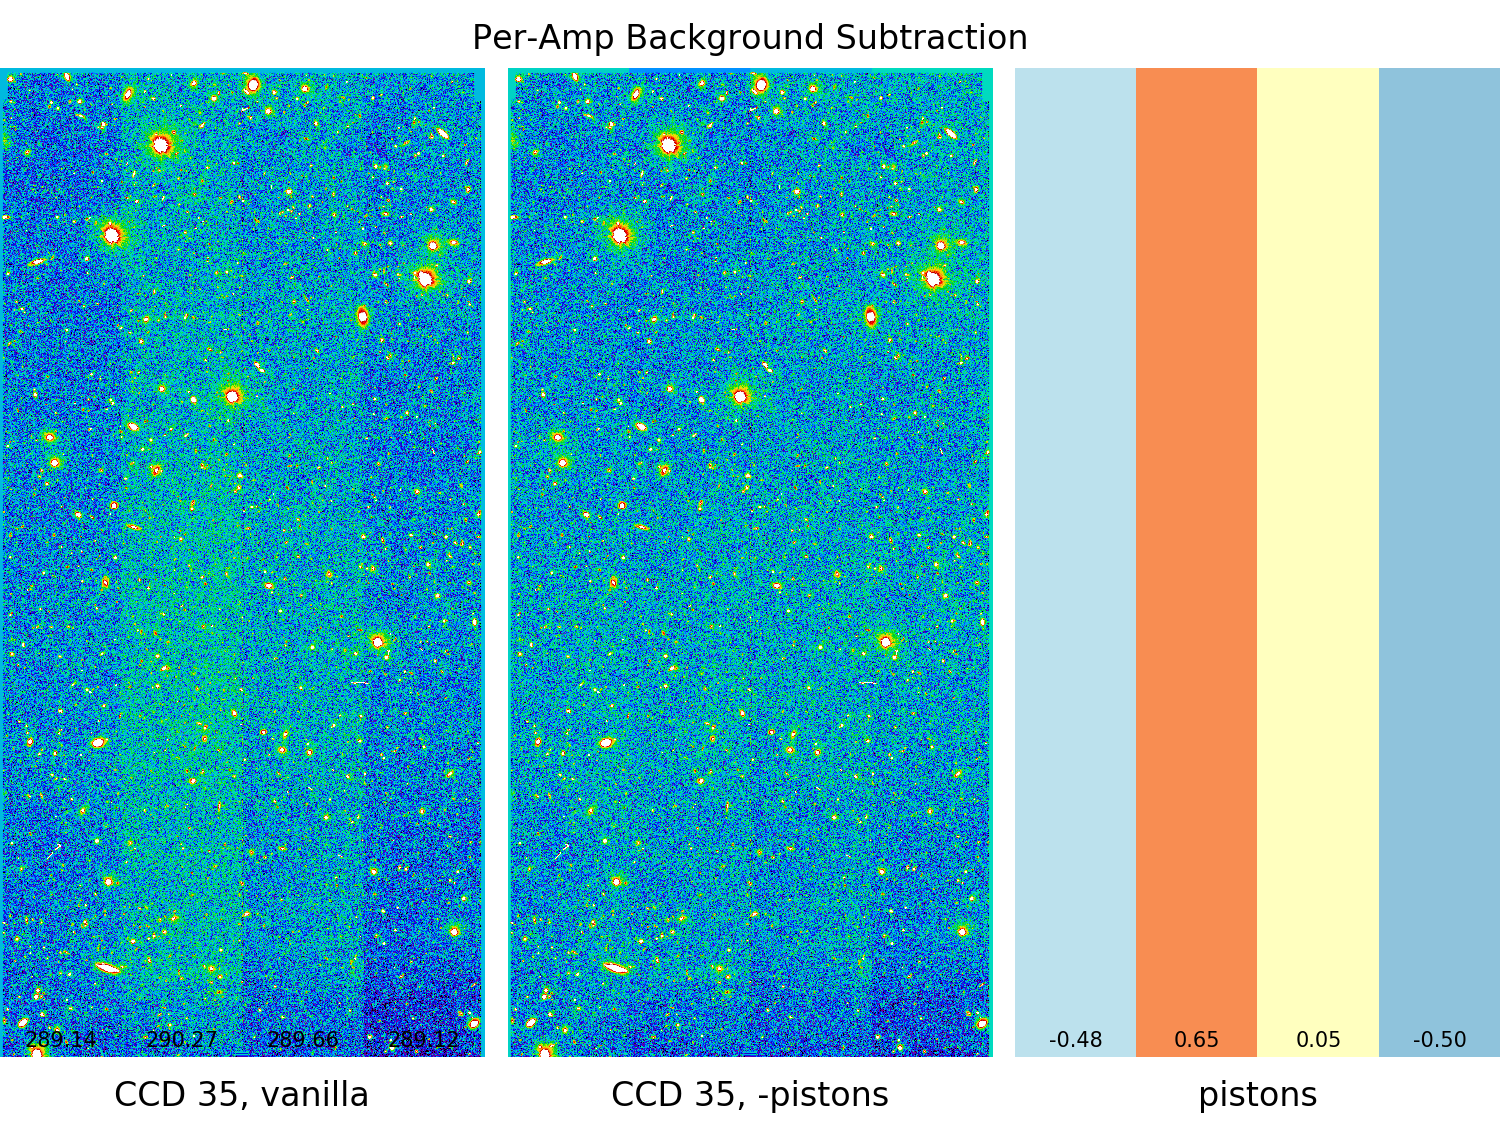 Per-Amp Background Subtraction
289.14 290.27 289.66 289.12
-0.48 0.65 0.05 -0.50
CCD 35, vanilla
CCD 35, -pistons
pistons